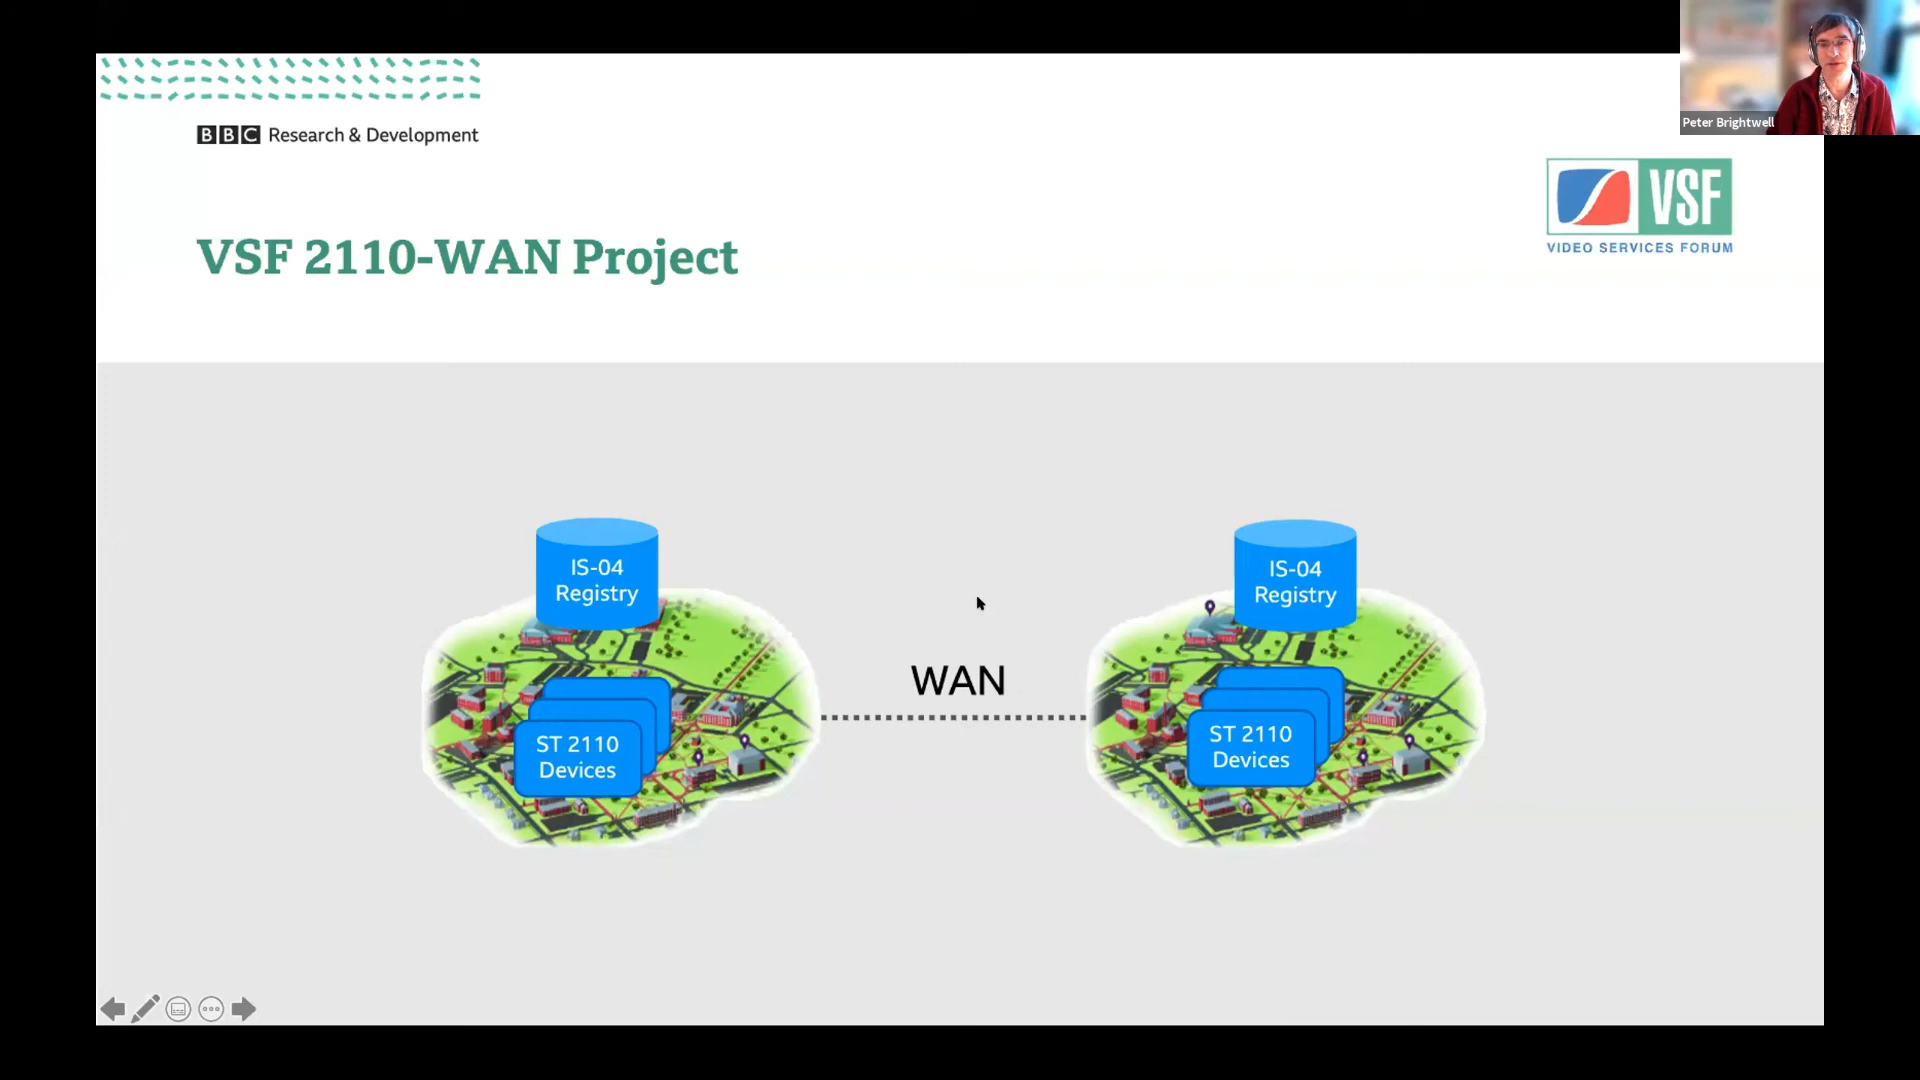 Peter Brightwell
BBC Research & Development
VSF
VIDEO SERVICES FORUM
VSF 2110-WAN Project
IS-04
Registry
IS-04
Registry
WAN
ST 2110
Devices
ST 2110
Devices